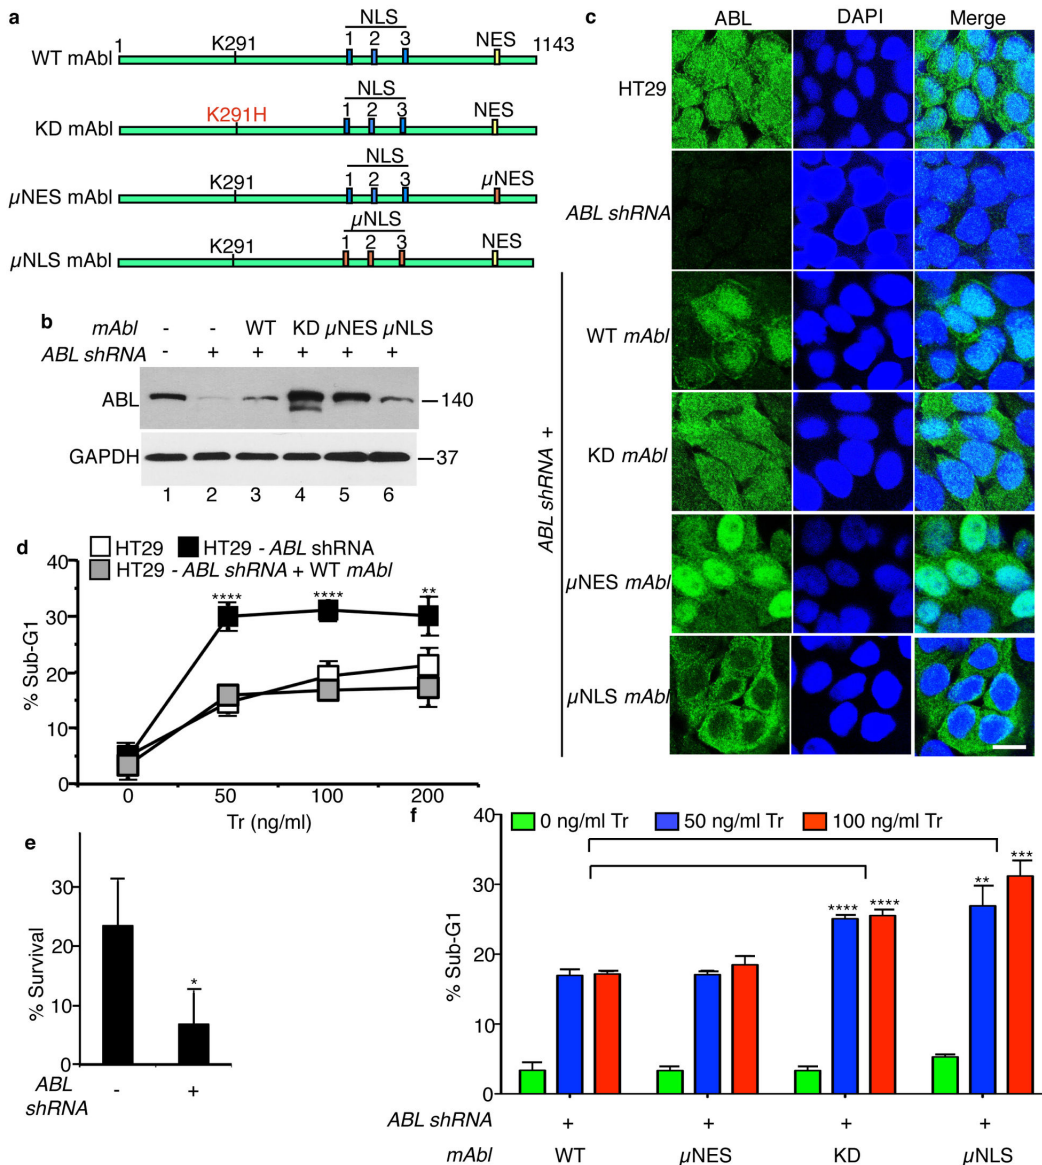 a
NLS
1 K291 1 2 3 NES 1143
WT mAbl
NLS
K291H 1 2 3 NES
KD mAbl
NLS
K291 1 2 3 μNES
μNES mAbl
μNLS
K291 1 2 3 NES
μNLS mAbl
b
mAbl - - WT KD μNES μNLS
ABL shRNA - + + + + +
ABL 140
GAPDH 37
1 2 3 4 5 6
c
ABL DAPI Merge
HT29
ABL shRNA
ABL shRNA +
WT mAbl
KD mAbl
μNES mAbl
μNLS mAbl
d
HT29 HT29 - ABL shRNA
HT29 - ABL shRNA + WT mAbl
**** **** **
% Sub-G1
40
30
20
10
0
0 50 100 200
Tr (ng/ml)
e
% Survival
30
20
10
0
*
ABL shRNA - +
f
0 ng/ml Tr 50 ng/ml Tr 100 ng/ml Tr
% Sub-G1
40
30
20
10
0
**** **** ** ***
ABL shRNA + + + +
mAbl WT μNES KD μNLS